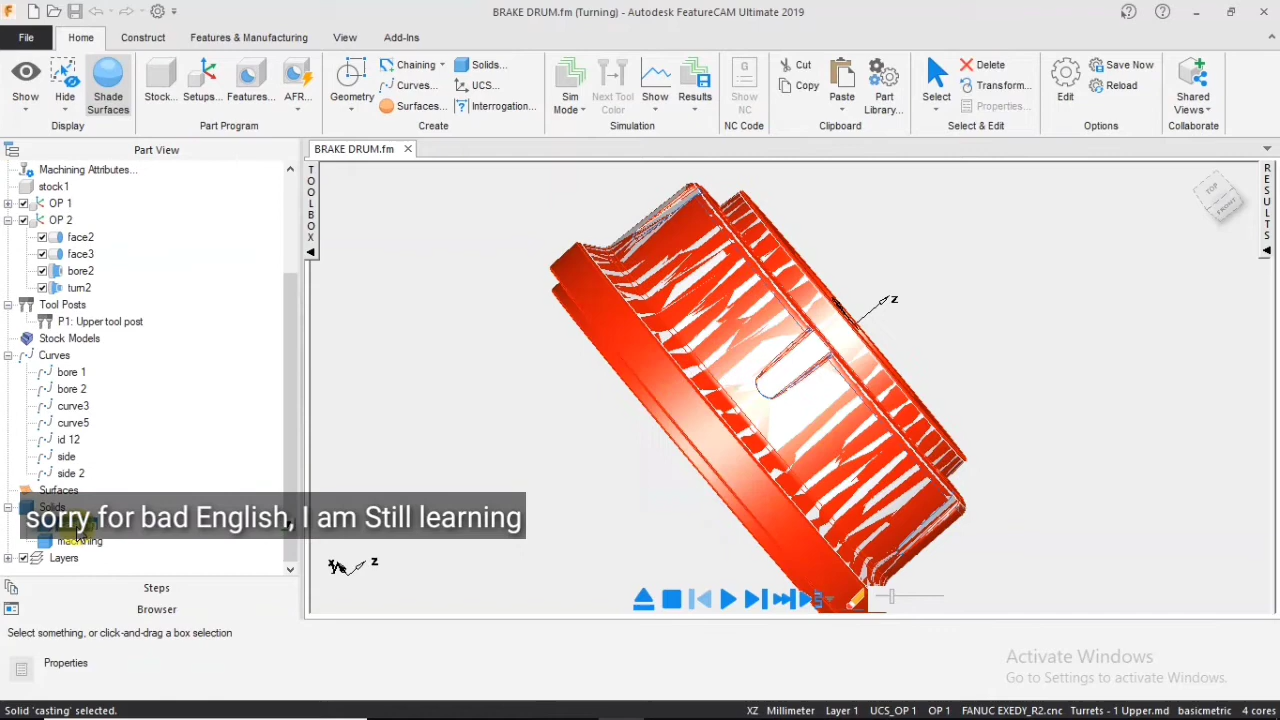 BRAKE DRUM.fm (Turning) - Autodesk FeatureCAM Ultimate 2019
File Home Construct Features & Manufacturing View Add-Ins
Show
Hide
Shade Surfaces
Display
Stock...
Setups...
Features...
AFR...
Part Program
Geometry
Chaining
Curves...
Surfaces...
Solids...
UCS...
Interrogation...
Create
Sim Mode
Next Tool Color
Show
Results
Simulation
Show NC
NC Code
Cut
Copy
Paste
Part Library...
Clipboard
Select
Delete
Transform...
Properties...
Select & Edit
Edit
Save Now
Reload
Options
Shared Views
Collaborate
Part View
Machining Attributes...
stock1
OP 1
OP 2
face2
face3
bore2
turn2
Tool Posts
P1: Upper tool post
Stock Models
Curves
bore 1
bore 2
curve3
curve5
id 12
side
side 2
Surfaces
Solids
machining
Layers
Steps
Browser
BRAKE DRUM.fm
TOOLBOX
RESULTS
TOP
FRONT
z
x
y
z
sorry for bad English, I am Still learning
Select something, or click-and-drag a box selection
Properties
Activate Windows
Go to Settings to activate Windows.
Solid 'casting' selected.
XZ Millimeter Layer 1 UCS_OP 1 OP 1 FANUC EXEDY_R2.cnc Turrets - 1 Upper.md basicmetric 4 cores